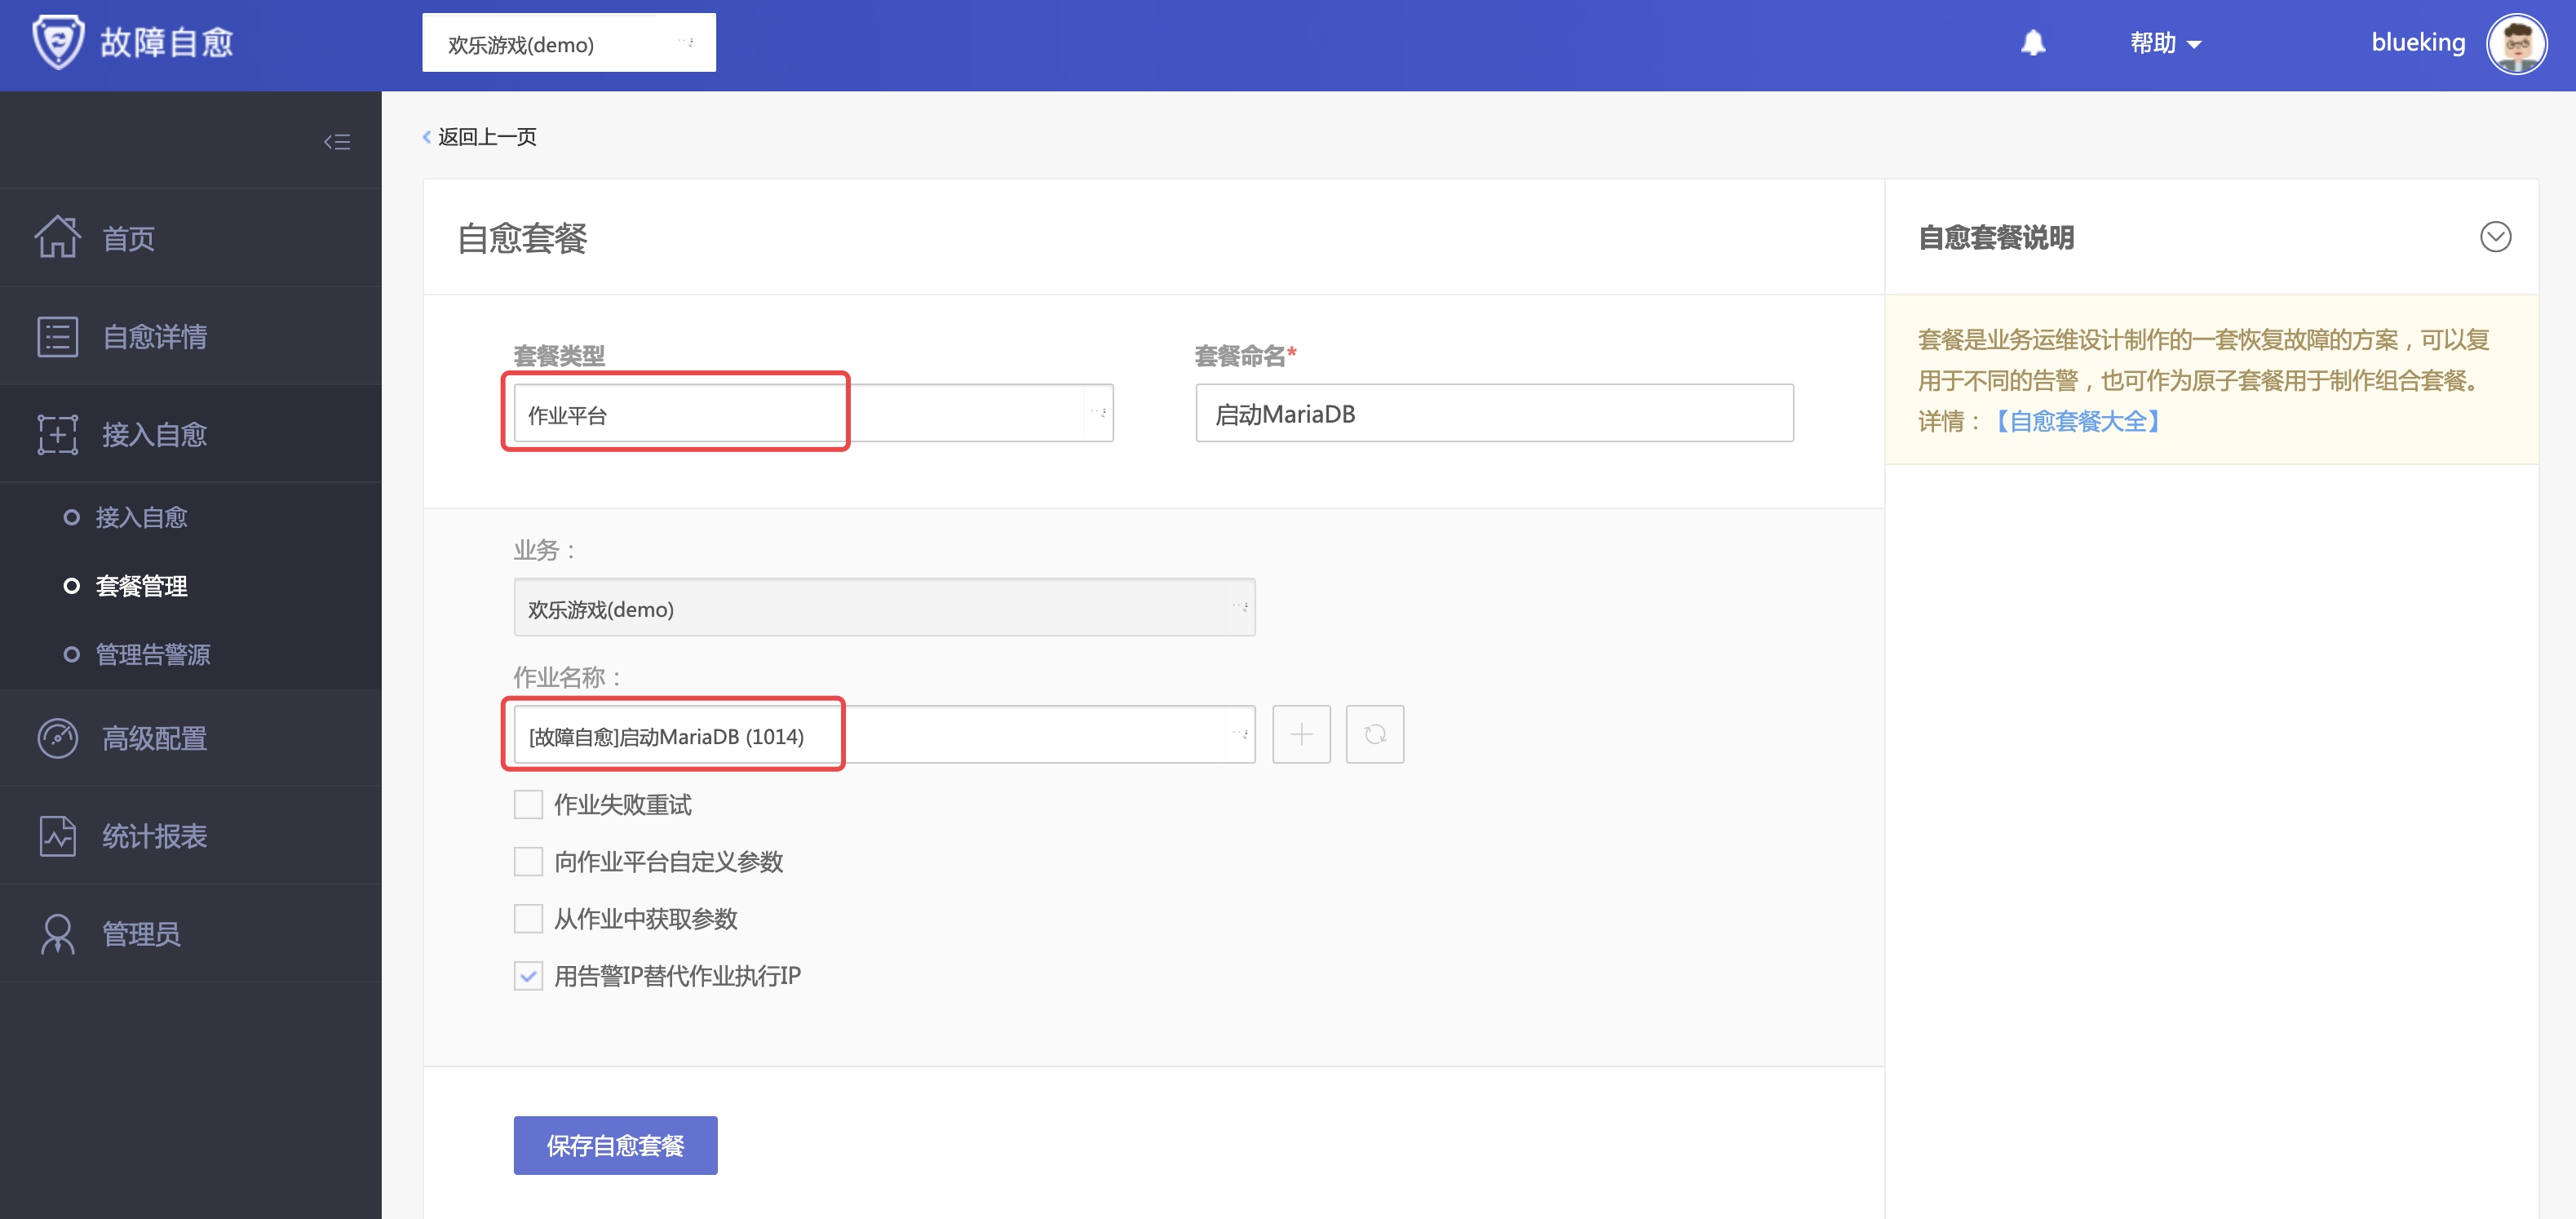 故障自愈
欢乐游戏(demo)
帮助
blueking
返回上一页
首页
自愈详情
接入自愈
接入自愈
套餐管理
管理告警源
高级配置
统计报表
管理员
自愈套餐
套餐类型
作业平台
套餐命名*
启动MariaDB
业务：
欢乐游戏(demo)
作业名称：
[故障自愈]启动MariaDB (1014)
作业失败重试
向作业平台自定义参数
从作业中获取参数
用告警IP替代作业执行IP
保存自愈套餐
自愈套餐说明
套餐是业务运维设计制作的一套恢复故障的方案，可以复
用于不同的告警，也可作为原子套餐用于制作组合套餐。
详情：【自愈套餐大全】